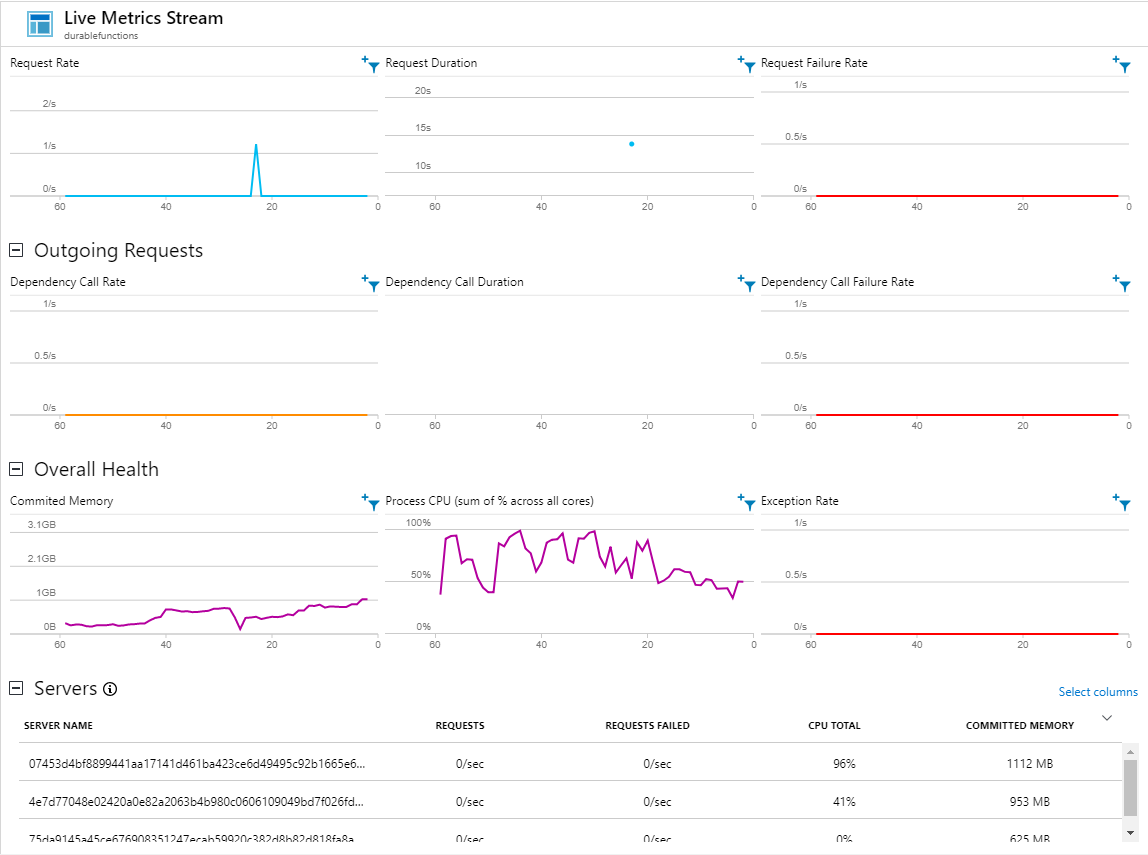 Live Metrics Stream
durablefunctions
Request Rate
2/s
1/s
0/s
60 40 20 0
Request Duration
20s
15s
10s
60 40 20 0
Request Failure Rate
1/s
0.5/s
0/s
60 40 20 0
Outgoing Requests
Dependency Call Rate
1/s
0.5/s
0/s
60 40 20 0
Dependency Call Duration
60 40 20 0
Dependency Call Failure Rate
1/s
0.5/s
0/s
60 40 20 0
Overall Health
Commited Memory
3.1GB
2.1GB
1GB
0B
60 40 20 0
Process CPU (sum of % across all cores)
100%
50%
0%
60 40 20 0
Exception Rate
1/s
0.5/s
0/s
60 40 20 0
Servers
Select columns
SERVER NAME REQUESTS REQUESTS FAILED CPU TOTAL COMMITTED MEMORY
07453d4bf8899441aa17141d461ba423ce6d49495c92b1665e6... 0/sec 0/sec 96% 1112 MB
4e7d77048e02420a0e82a2063b4b980c0606109049bd7f026fd... 0/sec 0/sec 41% 953 MB
75da9145a45ce676908351247ecab59920c382d8b82d818fa8a 0/sec 0/sec 0% 625 MB